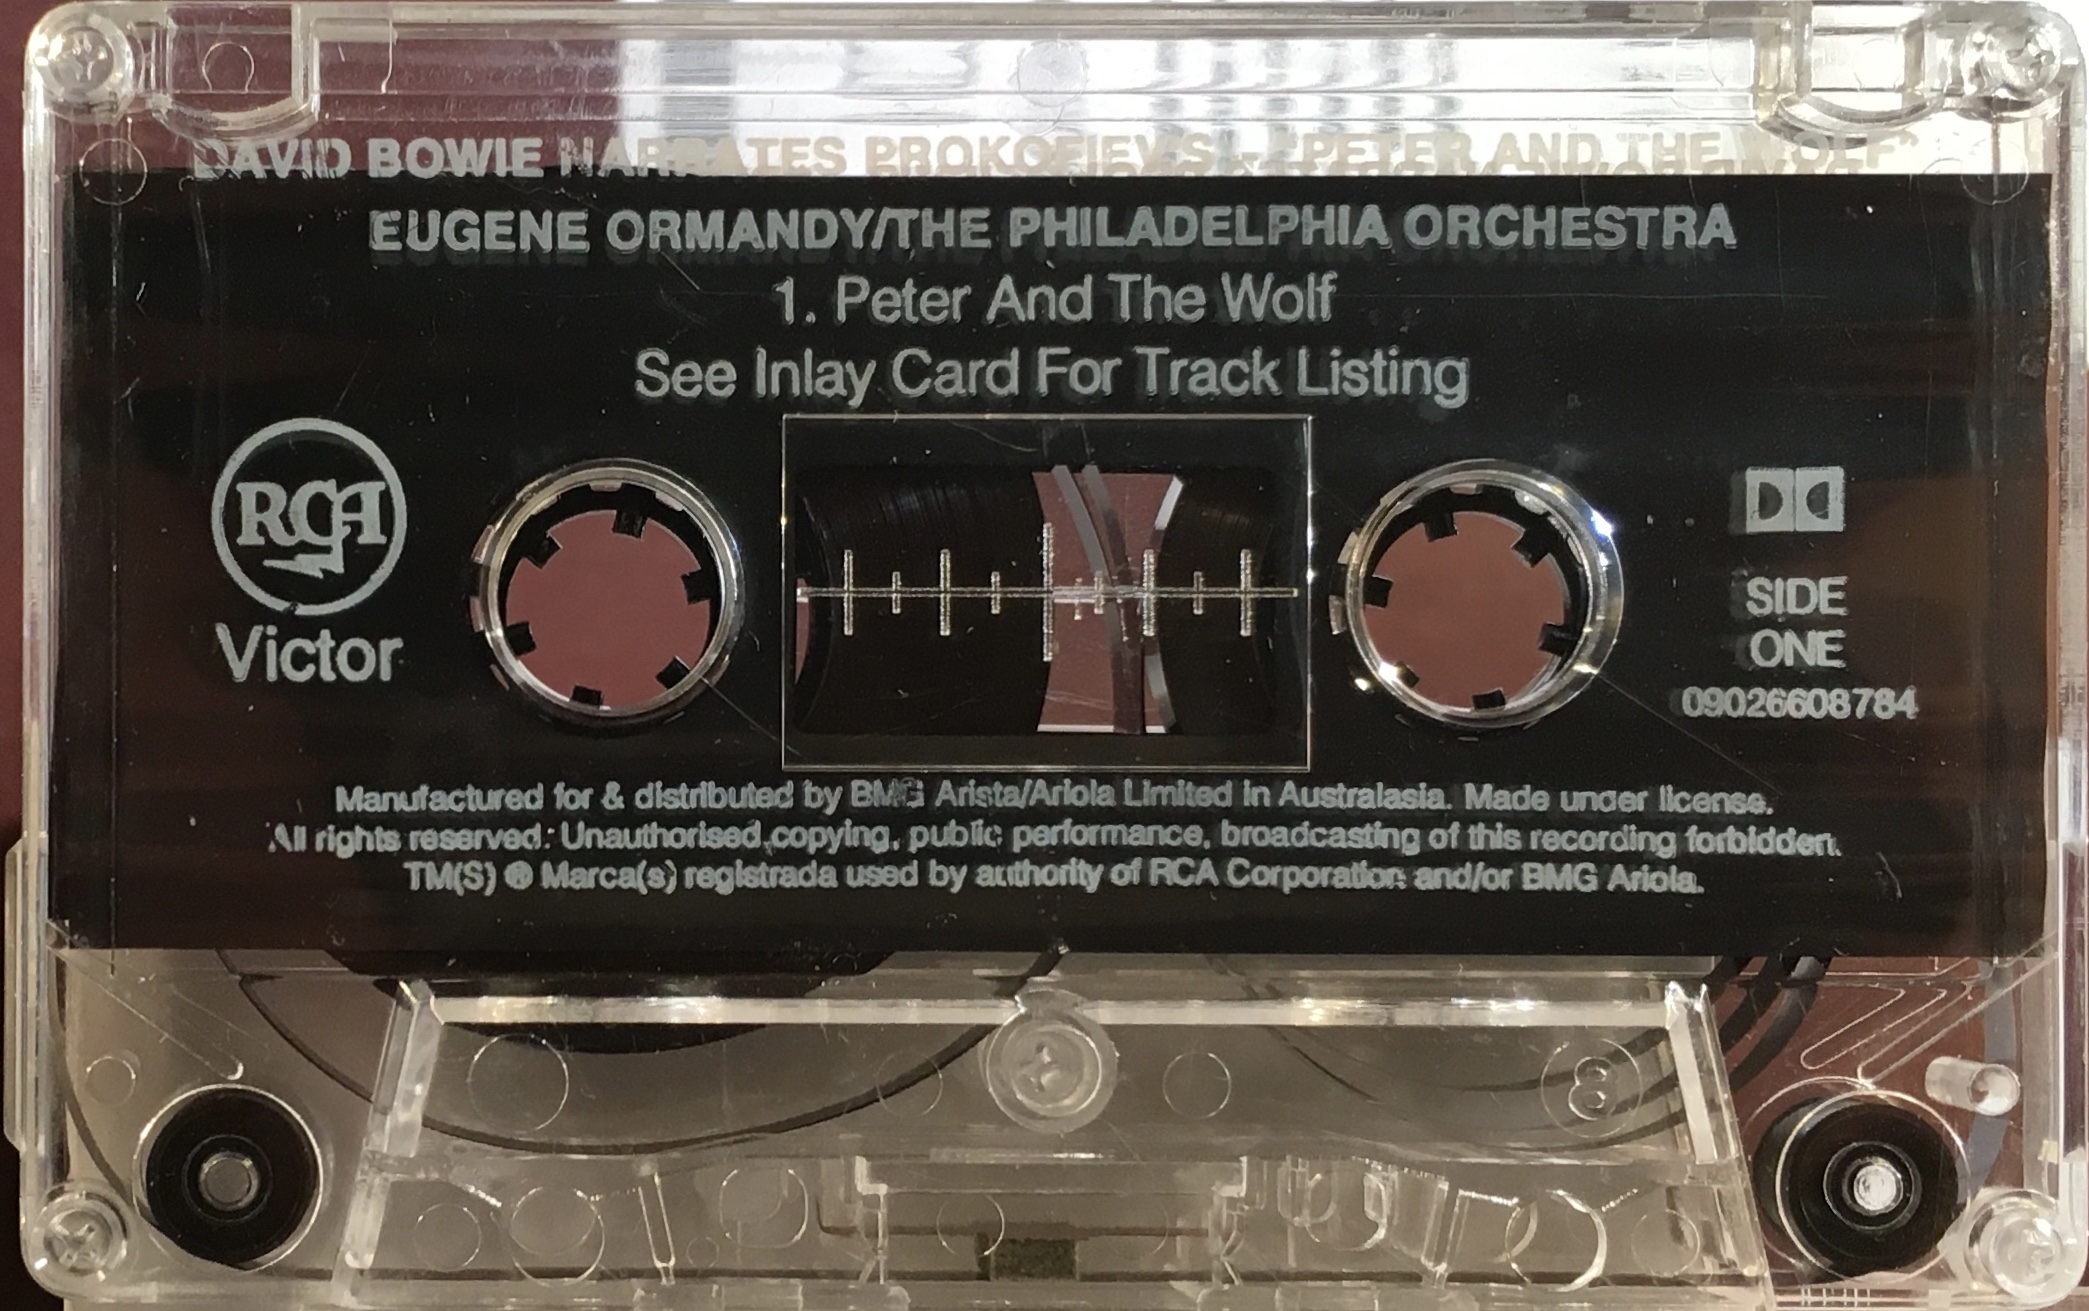 DAVID BOWIE NARRATES PROKOFIEV'S - "PETER AND THE WOLF"
EUGENE ORMANDY/THE PHILADELPHIA ORCHESTRA
1. Peter And The Wolf
See Inlay Card For Track Listing
RCA
Victor
SIDE
ONE
09026608784
Manufactured for & distributed by BMG Arista/Ariola Limited in Australasia. Made under license.
All rights reserved. Unauthorised copying, public performance, broadcasting of this recording forbidden.
TM(S) ® Marca(s) registrada used by authority of RCA Corporation and/or BMG Ariola.
8